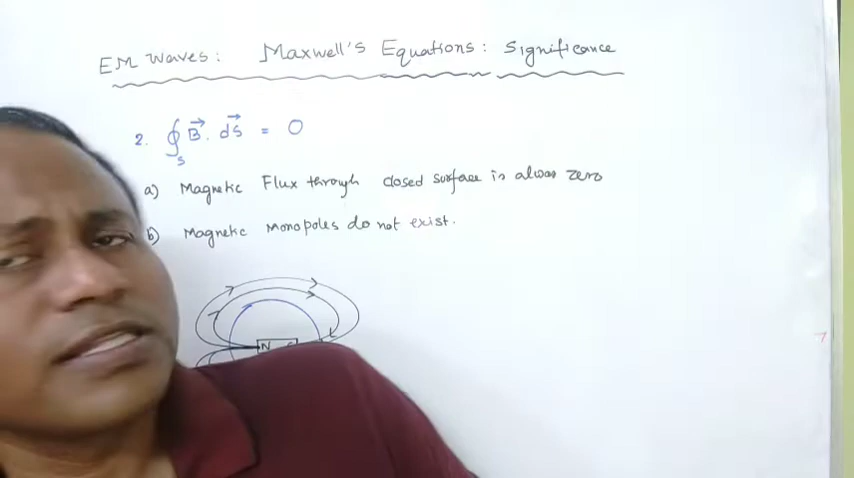 EM Waves: Maxwell's Equations: Significance
2. ∮S B⃗. dS⃗ = 0
a) Magnetic Flux through closed surface is always zero
b) Magnetic monopoles do not exist.
N